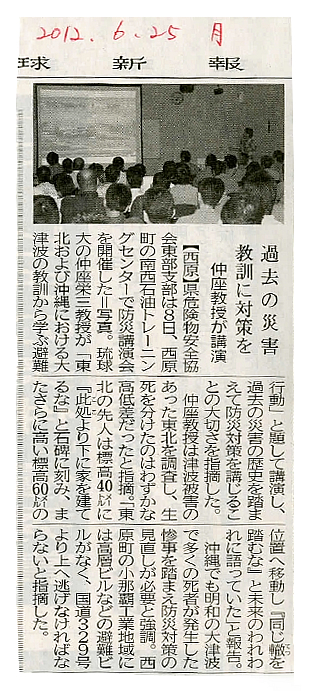 2012.6.25 月
球新報
過去の災害
教訓に対策を
仲座教授が講演
【西原】県危険物安全協
会東部支部は8日、西原
町の南西石油トレーニン
グセンターで防災講演会
を開催した=写真。琉球
大の仲座栄三教授が、「東
北および沖縄における大
津波の教訓から学ぶ避難
行動」と題して講演し、
過去の災害の歴史を踏ま
えて防災対策を講じるこ
との大切さを指摘した。
仲座教授は津波被害の
あった東北を調査し、生
死を分けたのはわずかな
高低差だったと指摘。「東
北の先人は標高40㍍に
『此処より下に家を建て
るな』と石碑に刻み、ま
たさらに高い標高60㍍の
位置へ移動し『同じ轍を
踏むな』と未来のわれわ
れに語っていた」と報告。
沖縄でも明和の大津波
で多くの死者が発生した
惨事を踏まえ防災対策の
見直しが必要と強調。西
原町の小那覇工業地域に
は高層ビルなどの避難ビ
ルがなく、国道329号
より上へ逃げなければな
らないと指摘した。